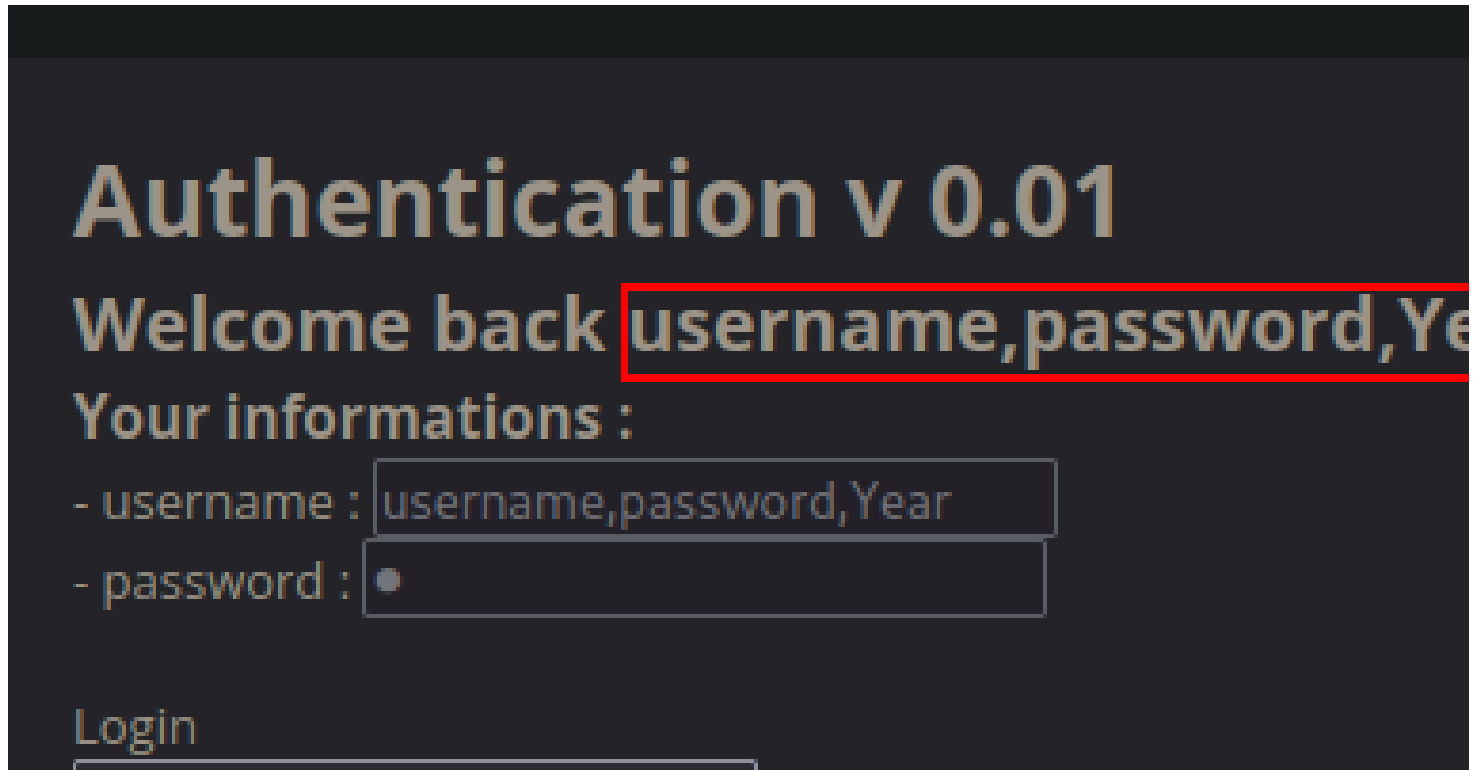 Authentication v 0.01
Welcome back username,password,Ye
Your informations :
- username : username,password,Year
- password : •
Login